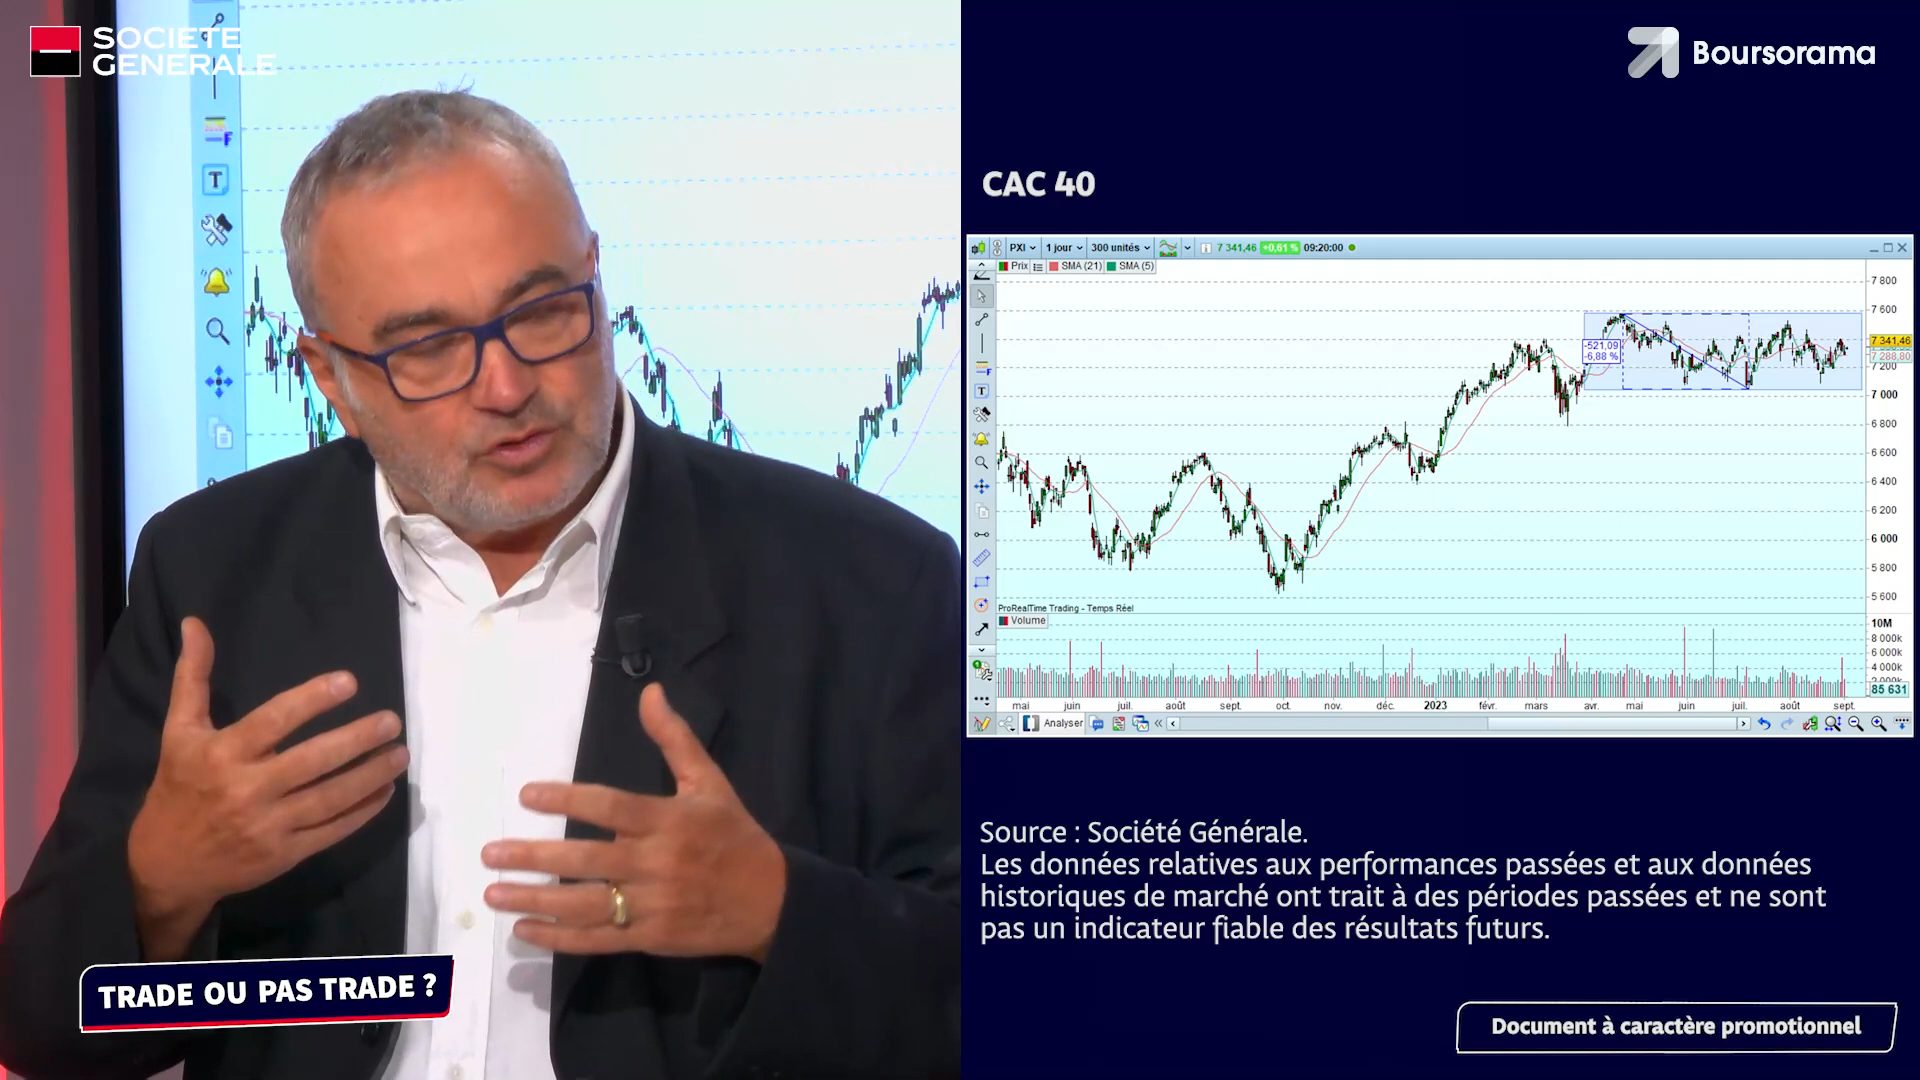 SOCIETE
GENERALE
Boursorama
CAC 40
PXI 1 jour 300 unités 7 341,46 +0,61 % 09:20:00
Prix SMA (21) SMA (5)
7 800
7 600
7 341,46
7 288,80
7 200
7 000
6 800
6 600
6 400
6 200
6 000
5 800
5 600
-521,09
-6,88 %
ProRealTime Trading - Temps Réel
Volume
10M
8 000k
6 000k
4 000k
85 631
mai juin juil. août sept. oct. nov. déc. 2023 févr. mars avr. mai juin juil. août sept.
Analyser
Source : Société Générale.
Les données relatives aux performances passées et aux données
historiques de marché ont trait à des périodes passées et ne sont
pas un indicateur fiable des résultats futurs.
TRADE OU PAS TRADE ?
Document à caractère promotionnel